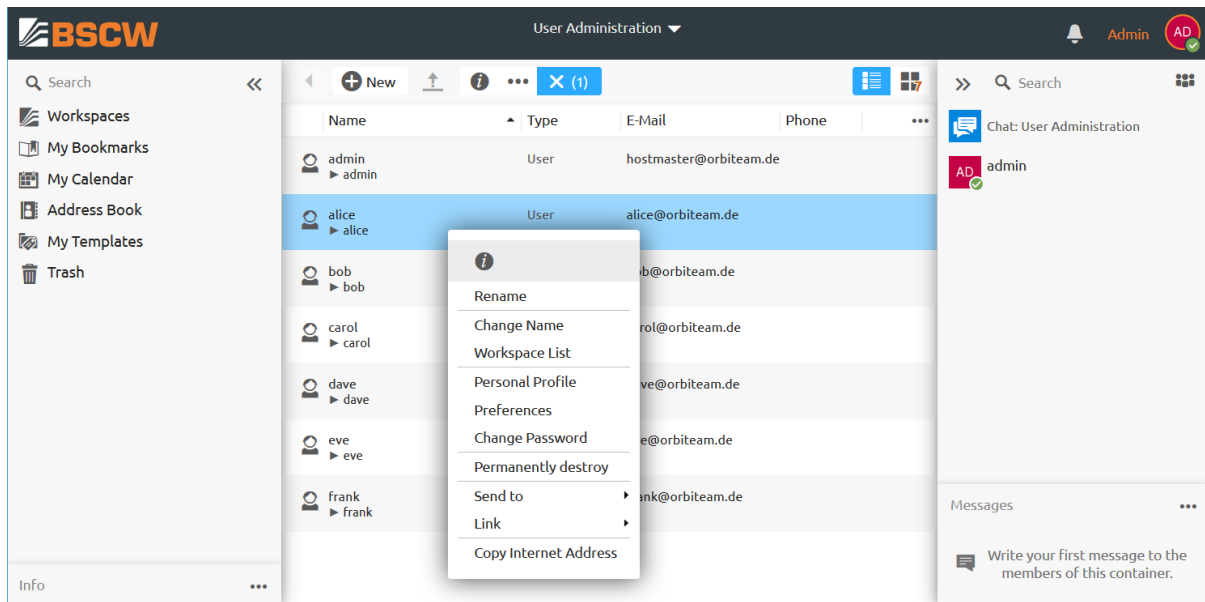 BSCW
User Administration
Admin
AD
Search
Workspaces
My Bookmarks
My Calendar
Address Book
My Templates
Trash
Info
New
(1)
7
Name
Type
E-Mail
Phone
admin
admin
User
hostmaster@orbiteam.de
alice
alice
User
alice@orbiteam.de
bob
bob
b@orbiteam.de
carol
carol
rol@orbiteam.de
dave
dave
ve@orbiteam.de
eve
eve
e@orbiteam.de
frank
frank
ank@orbiteam.de
Rename
Change Name
Workspace List
Personal Profile
Preferences
Change Password
Permanently destroy
Send to
Link
Copy Internet Address
Search
Chat: User Administration
AD
admin
Messages
Write your first message to the
members of this container.